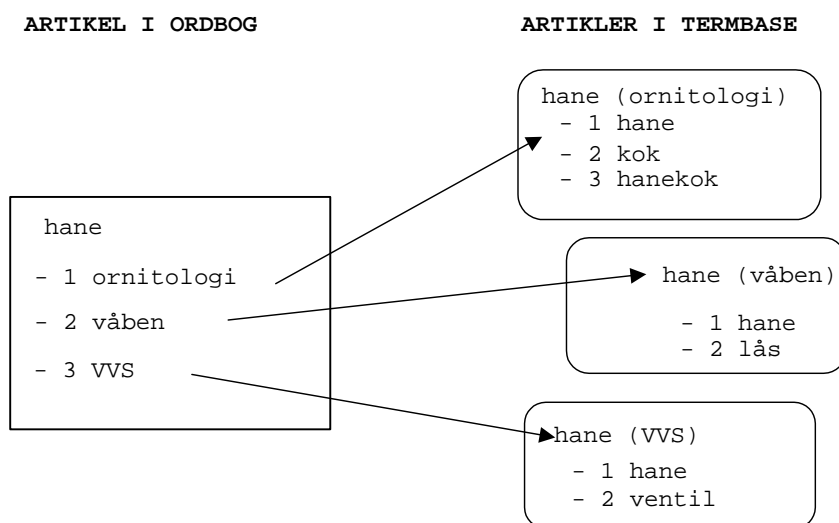 ARTIKEL I ORDBOG
ARTIKLER I TERMBASE
hane
- 1 ornitologi
- 2 våben
- 3 VVS
hane (ornitologi)
- 1 hane
- 2 kok
- 3 hanekok
hane (våben)
- 1 hane
- 2 lås
hane (VVS)
- 1 hane
- 2 ventil